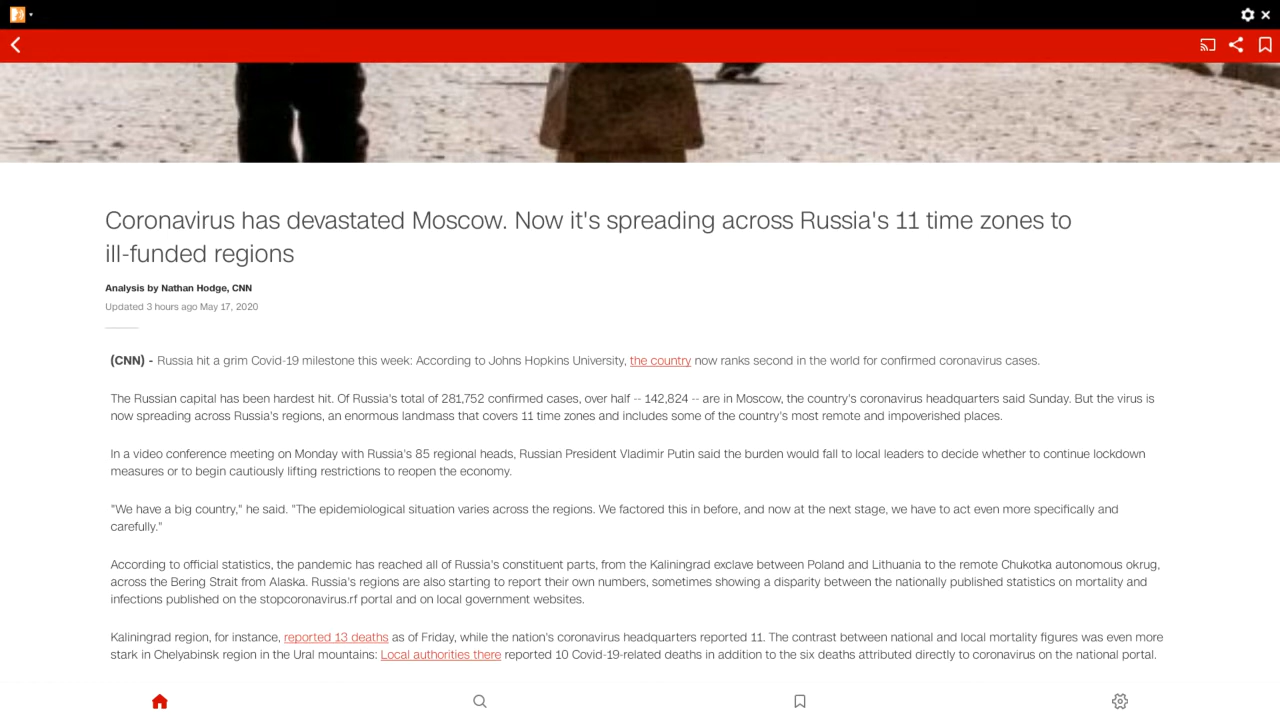 Coronavirus has devastated Moscow. Now it's spreading across Russia's 11 time zones to
ill-funded regions
Analysis by Nathan Hodge, CNN
Updated 3 hours ago May 17, 2020
(CNN) - Russia hit a grim Covid-19 milestone this week: According to Johns Hopkins University, the country now ranks second in the world for confirmed coronavirus cases.
The Russian capital has been hardest hit. Of Russia's total of 281,752 confirmed cases, over half -- 142,824 -- are in Moscow, the country's coronavirus headquarters said Sunday. But the virus is
now spreading across Russia's regions, an enormous landmass that covers 11 time zones and includes some of the country's most remote and impoverished places.
In a video conference meeting on Monday with Russia's 85 regional heads, Russian President Vladimir Putin said the burden would fall to local leaders to decide whether to continue lockdown
measures or to begin cautiously lifting restrictions to reopen the economy.
"We have a big country," he said. "The epidemiological situation varies across the regions. We factored this in before, and now at the next stage, we have to act even more specifically and
carefully."
According to official statistics, the pandemic has reached all of Russia's constituent parts, from the Kaliningrad exclave between Poland and Lithuania to the remote Chukotka autonomous okrug,
across the Bering Strait from Alaska. Russia's regions are also starting to report their own numbers, sometimes showing a disparity between the nationally published statistics on mortality and
infections published on the stopcoronavirus.rf portal and on local government websites.
Kaliningrad region, for instance, reported 13 deaths as of Friday, while the nation's coronavirus headquarters reported 11. The contrast between national and local mortality figures was even more
stark in Chelyabinsk region in the Ural mountains: Local authorities there reported 10 Covid-19-related deaths in addition to the six deaths attributed directly to coronavirus on the national portal.